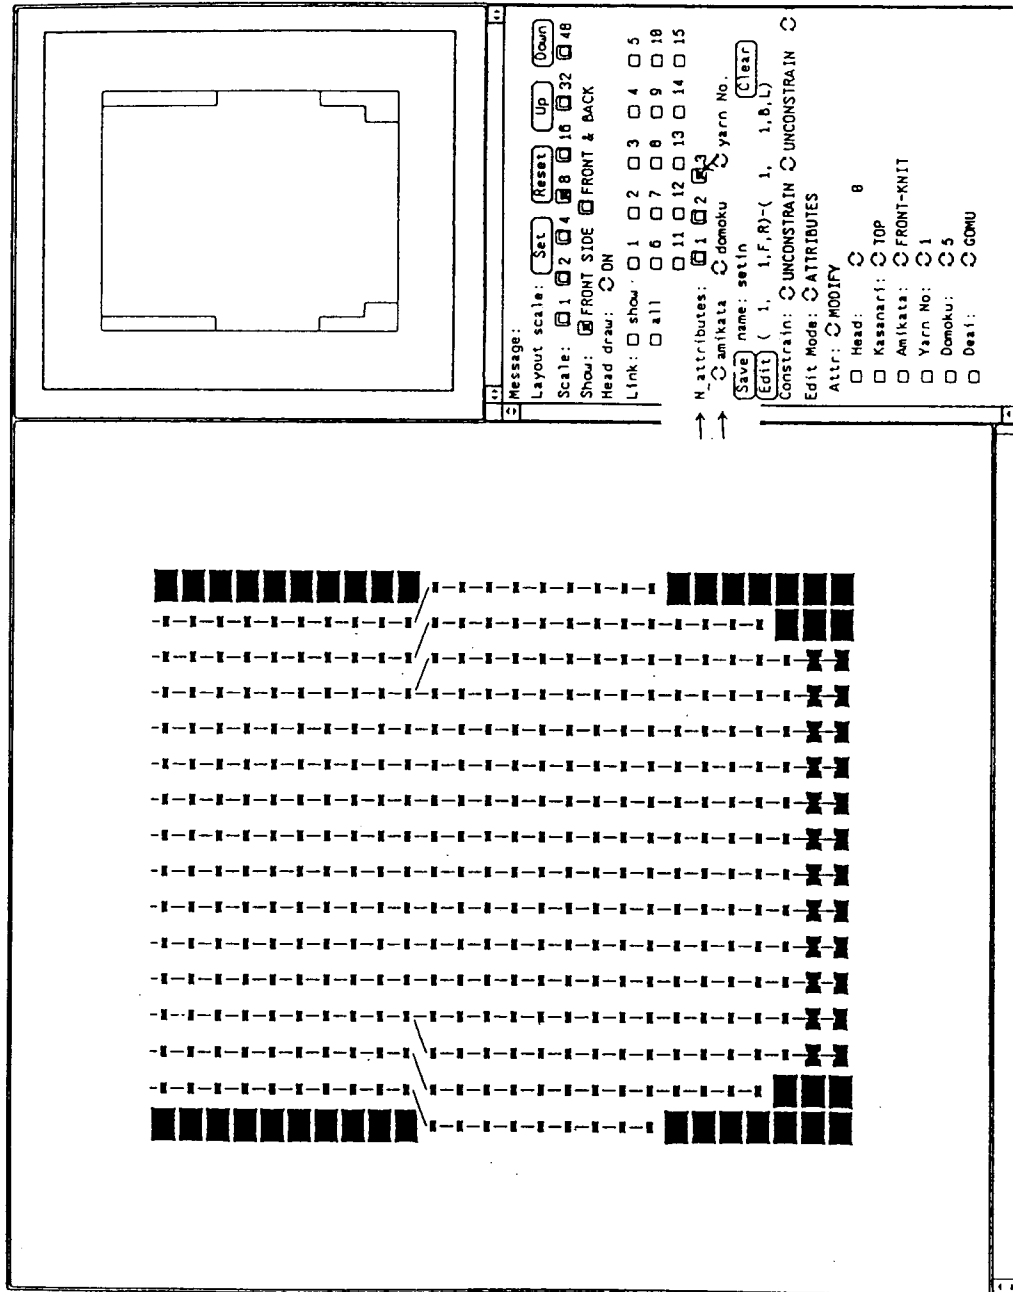 Message:
Layout scale: Set Reset Up Down
Scale: 1 2 4 8 16 32 48
Show: FRONT SIDE FRONT & BACK
Head draw: ON
Link: show 1 2 3 4 5
all 6 7 8 9 10
11 12 13 14 15
N_attributes: 1 2 3
amikata domoku yarn No.
Save name: setin Clear
Edit ( 1, 1,F,R)-( 1, 1,B,L)
Constrain: UNCONSTRAIN UNCONSTRAIN
Edit Mode: ATTRIBUTES
Attr: MODIFY
Head: 0
Kasanari: TOP
Amikata: FRONT-KNIT
Yarn No: 1
Domoku: 5
Deai: GOMU